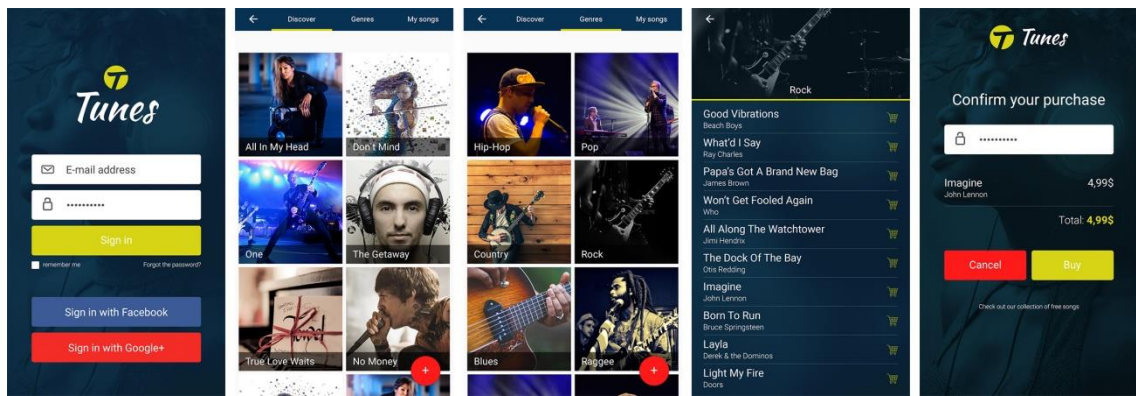 Tunes
E-mail address
••••••••••
Sign in
remember me
Forgot the password?
Sign in with Facebook
Sign in with Google+
Discover
Genres
My songs
All In My Head
Don't Mind
One
The Getaway
True Love Waits
No Money
+
Discover
Genres
My songs
Hip-Hop
Pop
Country
Rock
Blues
Raggee
+
Rock
Good Vibrations
Beach Boys
What'd I Say
Ray Charles
Papa's Got A Brand New Bag
James Brown
Won't Get Fooled Again
Who
All Along The Watchtower
Jimi Hendrix
The Dock Of The Bay
Otis Redding
Imagine
John Lennon
Born To Run
Bruce Springsteen
Layla
Derek & the Dominos
Light My Fire
Doors
Tunes
Confirm your purchase
••••••••••
Imagine 4,99$
John Lennon
Total: 4,99$
Cancel
Buy
Check out our collection of free songs